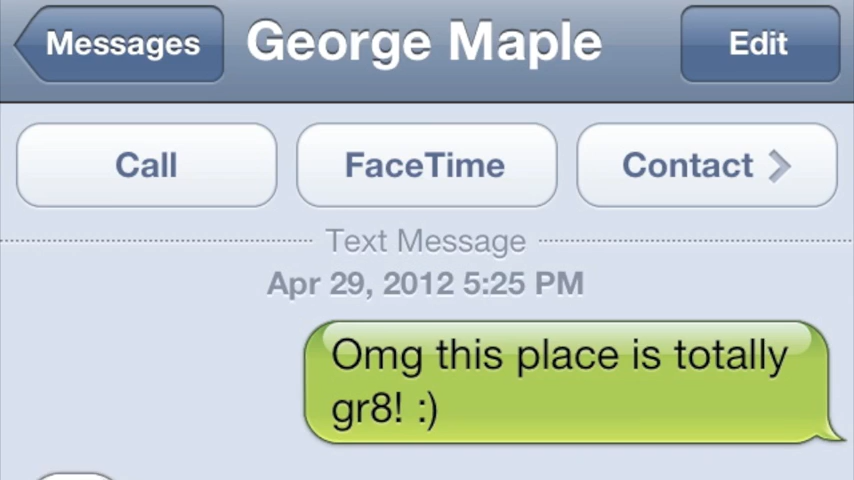 Messages
George Maple
Edit
Call
FaceTime
Contact
Text Message
Apr 29, 2012 5:25 PM
Omg this place is totally
gr8! :)